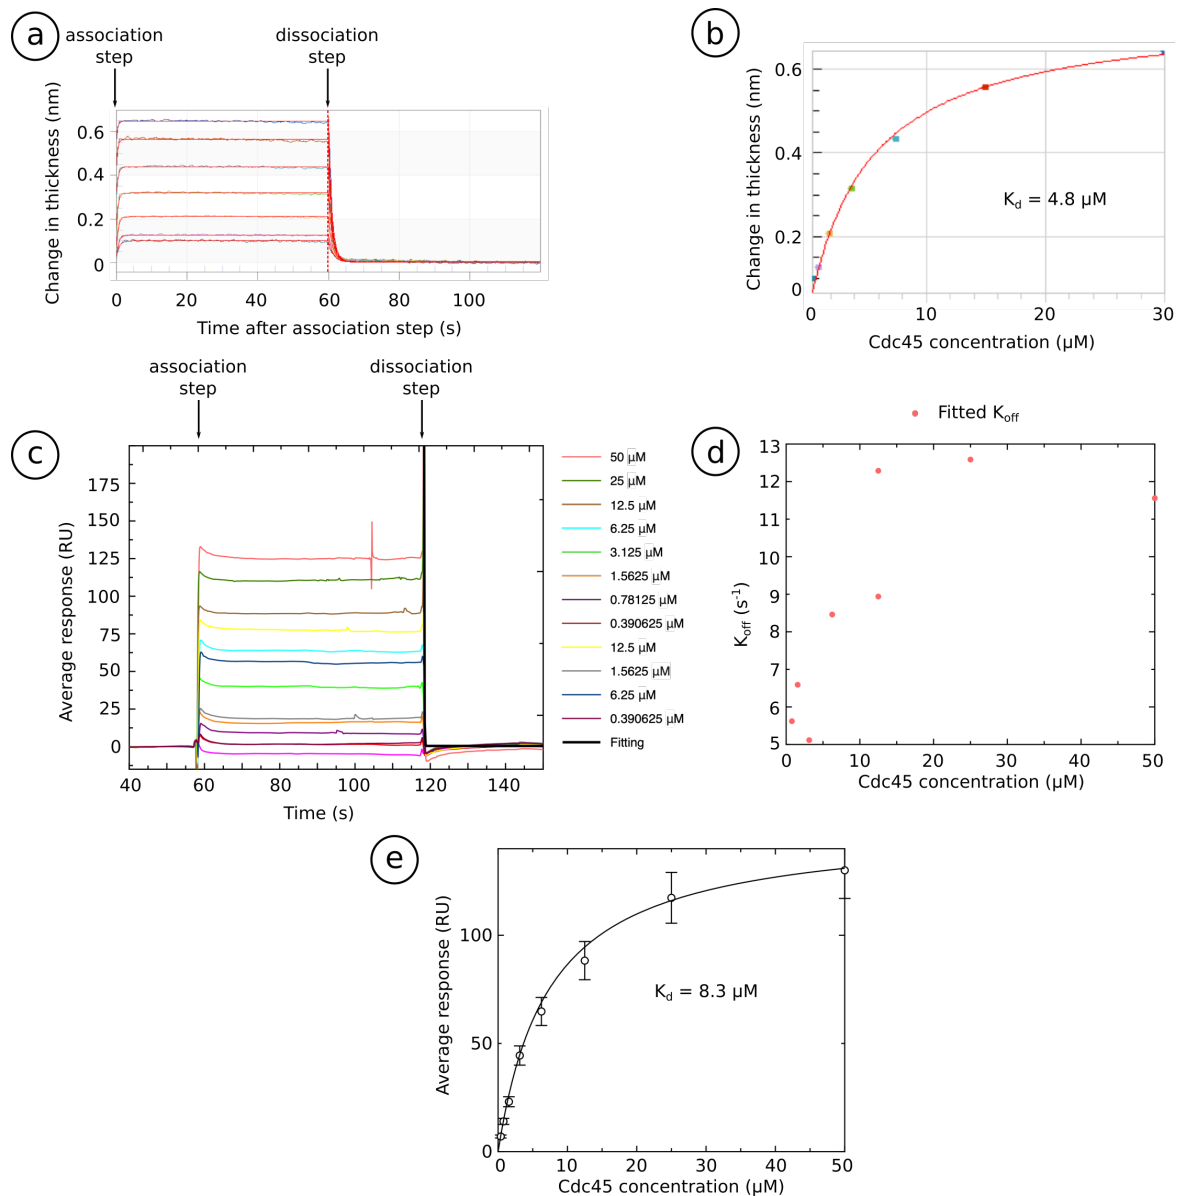 a
association
step
dissociation
step
Change in thickness (nm)
0.6
0.4
0.2
0
0
20
40
60
80
100
Time after association step (s)
b
Change in thickness (nm)
0.6
0.4
0.2
0
0
10
20
30
K_d = 4.8 µM
Cdc45 concentration (µM)
c
association
step
dissociation
step
Average response (RU)
175
150
125
100
75
50
25
0
40
60
80
100
120
140
Time (s)
50 µM
25 µM
12.5 µM
6.25 µM
3.125 µM
1.5625 µM
0.78125 µM
0.390625 µM
12.5 µM
1.5625 µM
6.25 µM
0.390625 µM
Fitting
d
Fitted K_off
K_off (s⁻¹)
13
12
11
10
9
8
7
6
5
0
10
20
30
40
50
Cdc45 concentration (µM)
e
Average response (RU)
100
50
0
0
10
20
30
40
50
K_d = 8.3 µM
Cdc45 concentration (µM)